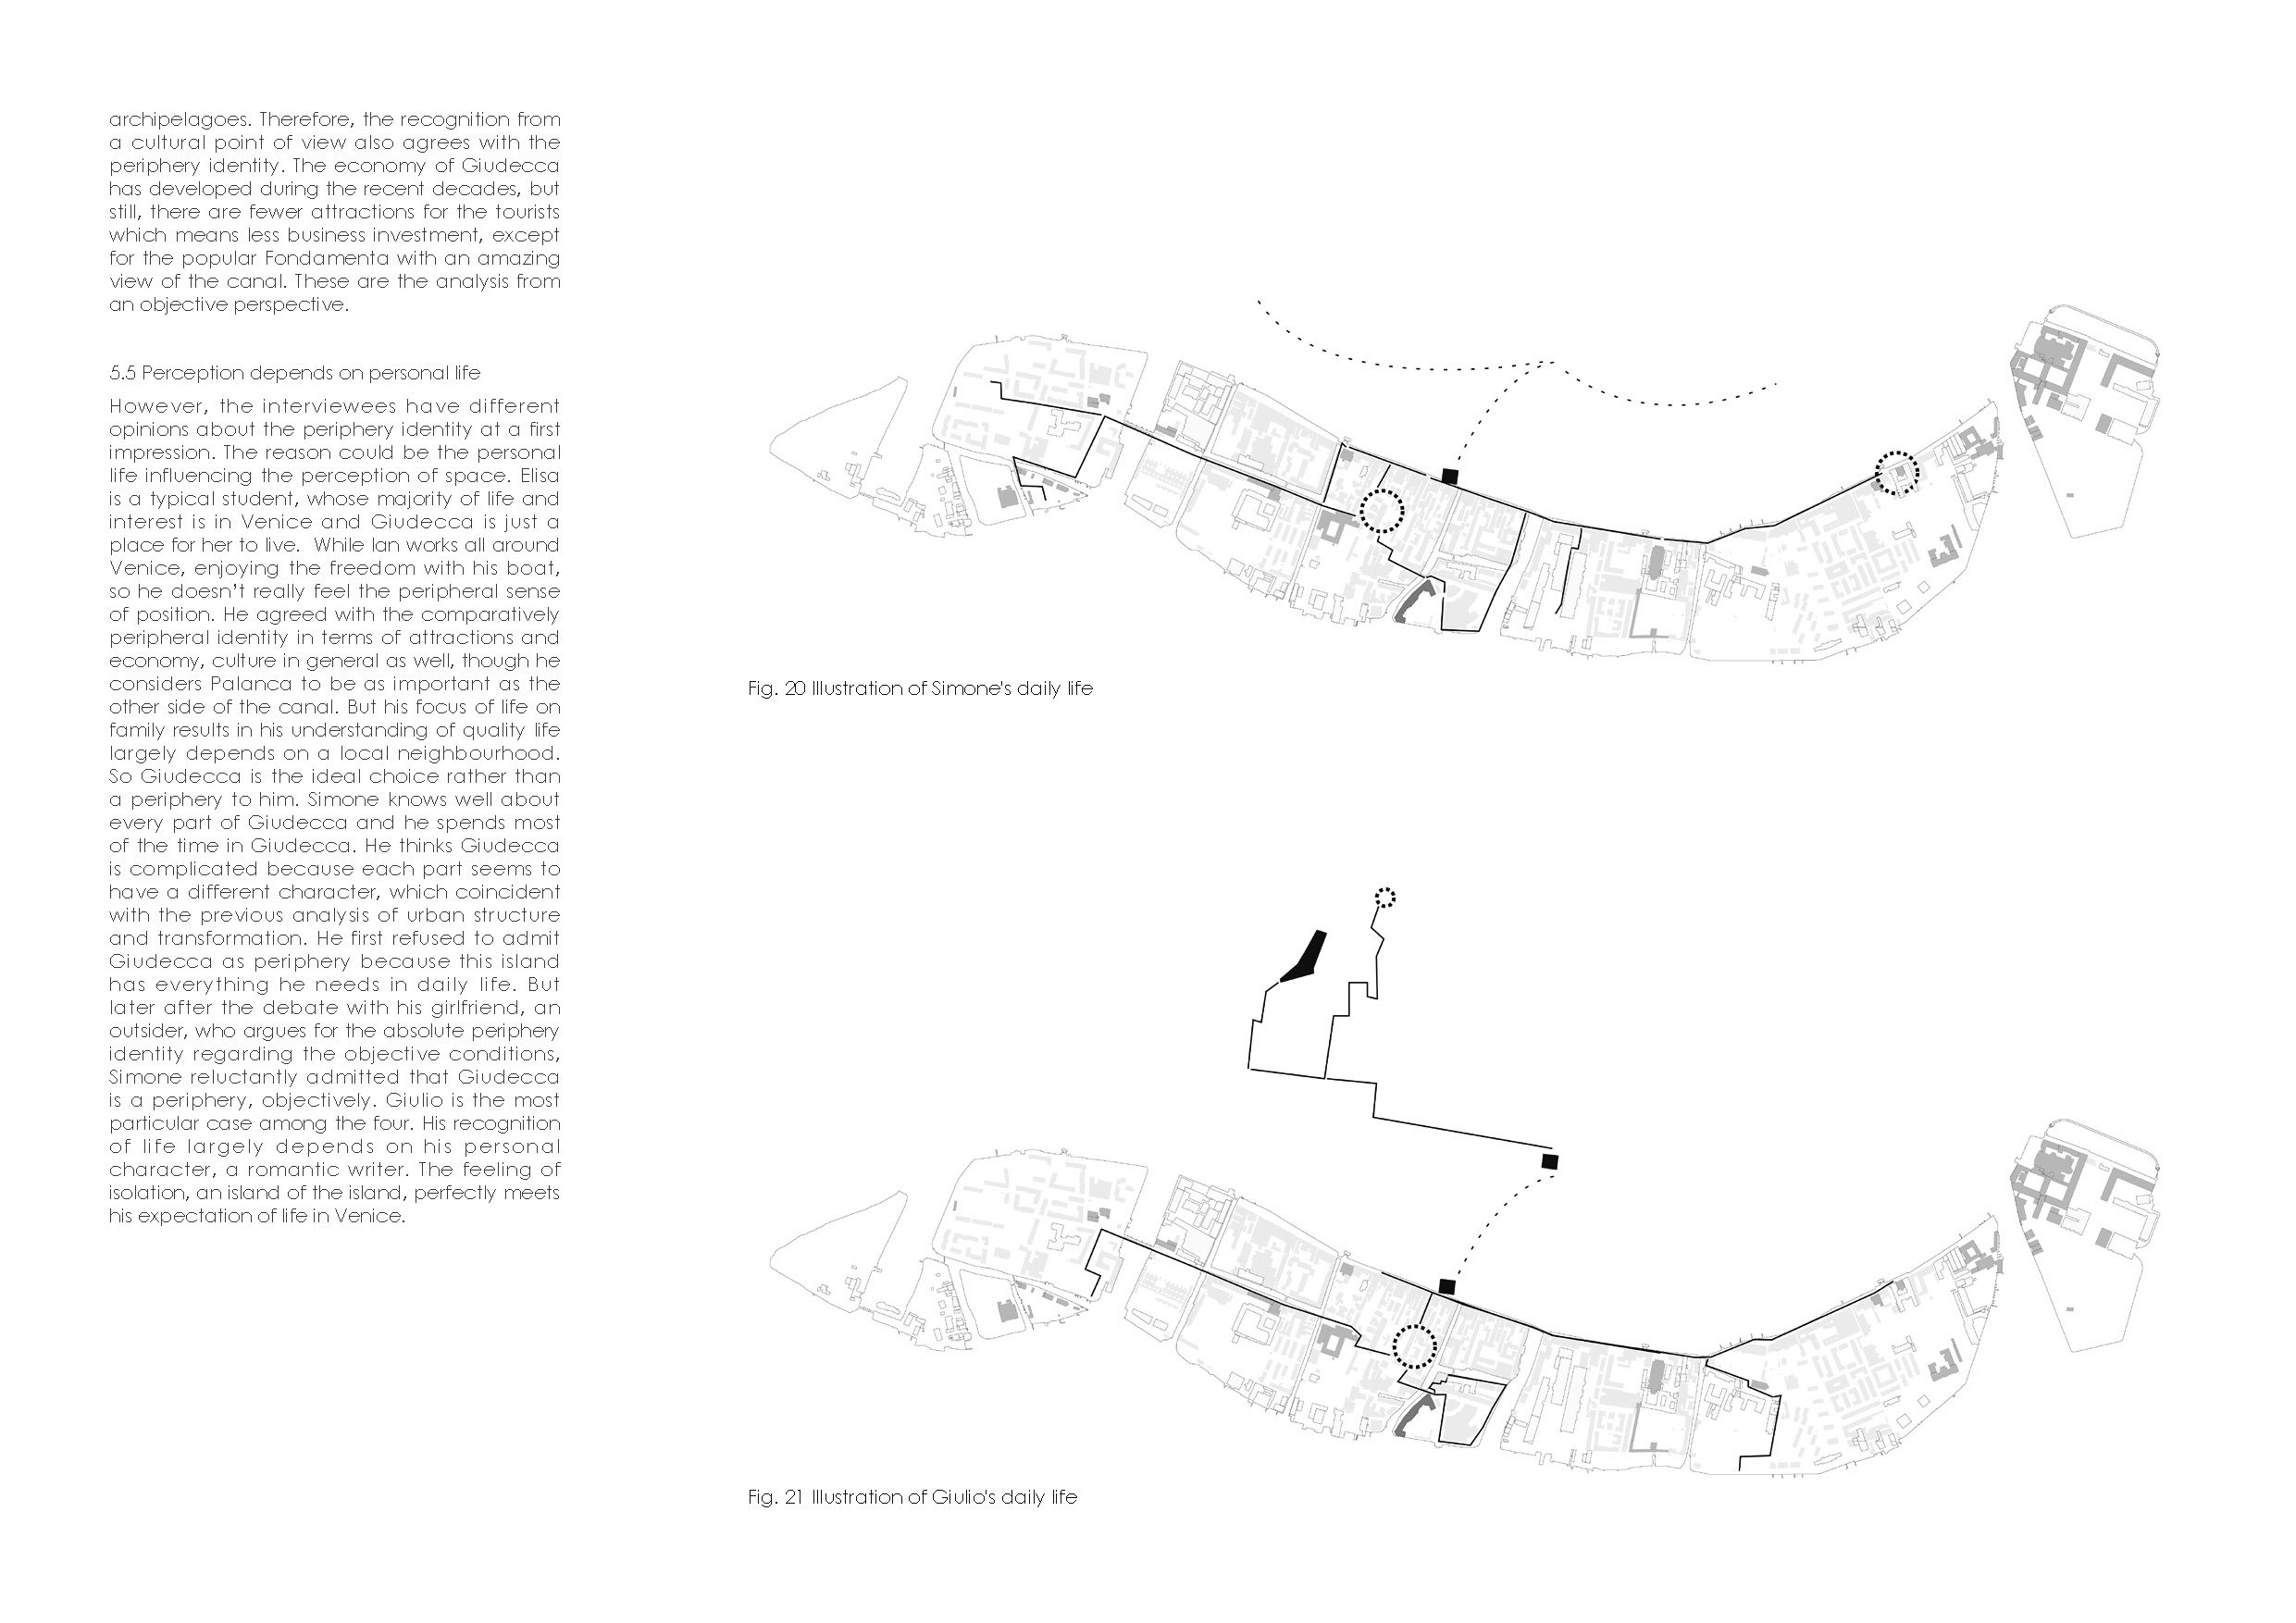 archipelagoes. Therefore, the recognition from
a cultural point of view also agrees with the
periphery identity. The economy of Giudecca
has developed during the recent decades, but
still, there are fewer attractions for the tourists
which means less business investment, except
for the popular Fondamenta with an amazing
view of the canal. These are the analysis from
an objective perspective.
5.5 Perception depends on personal life
However, the interviewees have different
opinions about the periphery identity at a first
impression. The reason could be the personal
life influencing the perception of space. Elisa
is a typical student, whose majority of life and
interest is in Venice and Giudecca is just a
place for her to live. While Ian works all around
Venice, enjoying the freedom with his boat,
so he doesn't really feel the peripheral sense
of position. He agreed with the comparatively
peripheral identity in terms of attractions and
economy, culture in general as well, though he
considers Palanca to be as important as the
other side of the canal. But his focus of life on
family results in his understanding of quality life
largely depends on a local neighbourhood.
So Giudecca is the ideal choice rather than
a periphery to him. Simone knows well about
every part of Giudecca and he spends most
of the time in Giudecca. He thinks Giudecca
is complicated because each part seems to
have a different character, which coincident
with the previous analysis of urban structure
and transformation. He first refused to admit
Giudecca as periphery because this island
has everything he needs in daily life. But
later after the debate with his girlfriend, an
outsider, who argues for the absolute periphery
identity regarding the objective conditions,
Simone reluctantly admitted that Giudecca
is a periphery, objectively. Giulio is the most
particular case among the four. His recognition
of life largely depends on his personal
character, a romantic writer. The feeling of
isolation, an island of the island, perfectly meets
his expectation of life in Venice.
Fig. 20 Illustration of Simone's daily life
Fig. 21 Illustration of Giulio's daily life